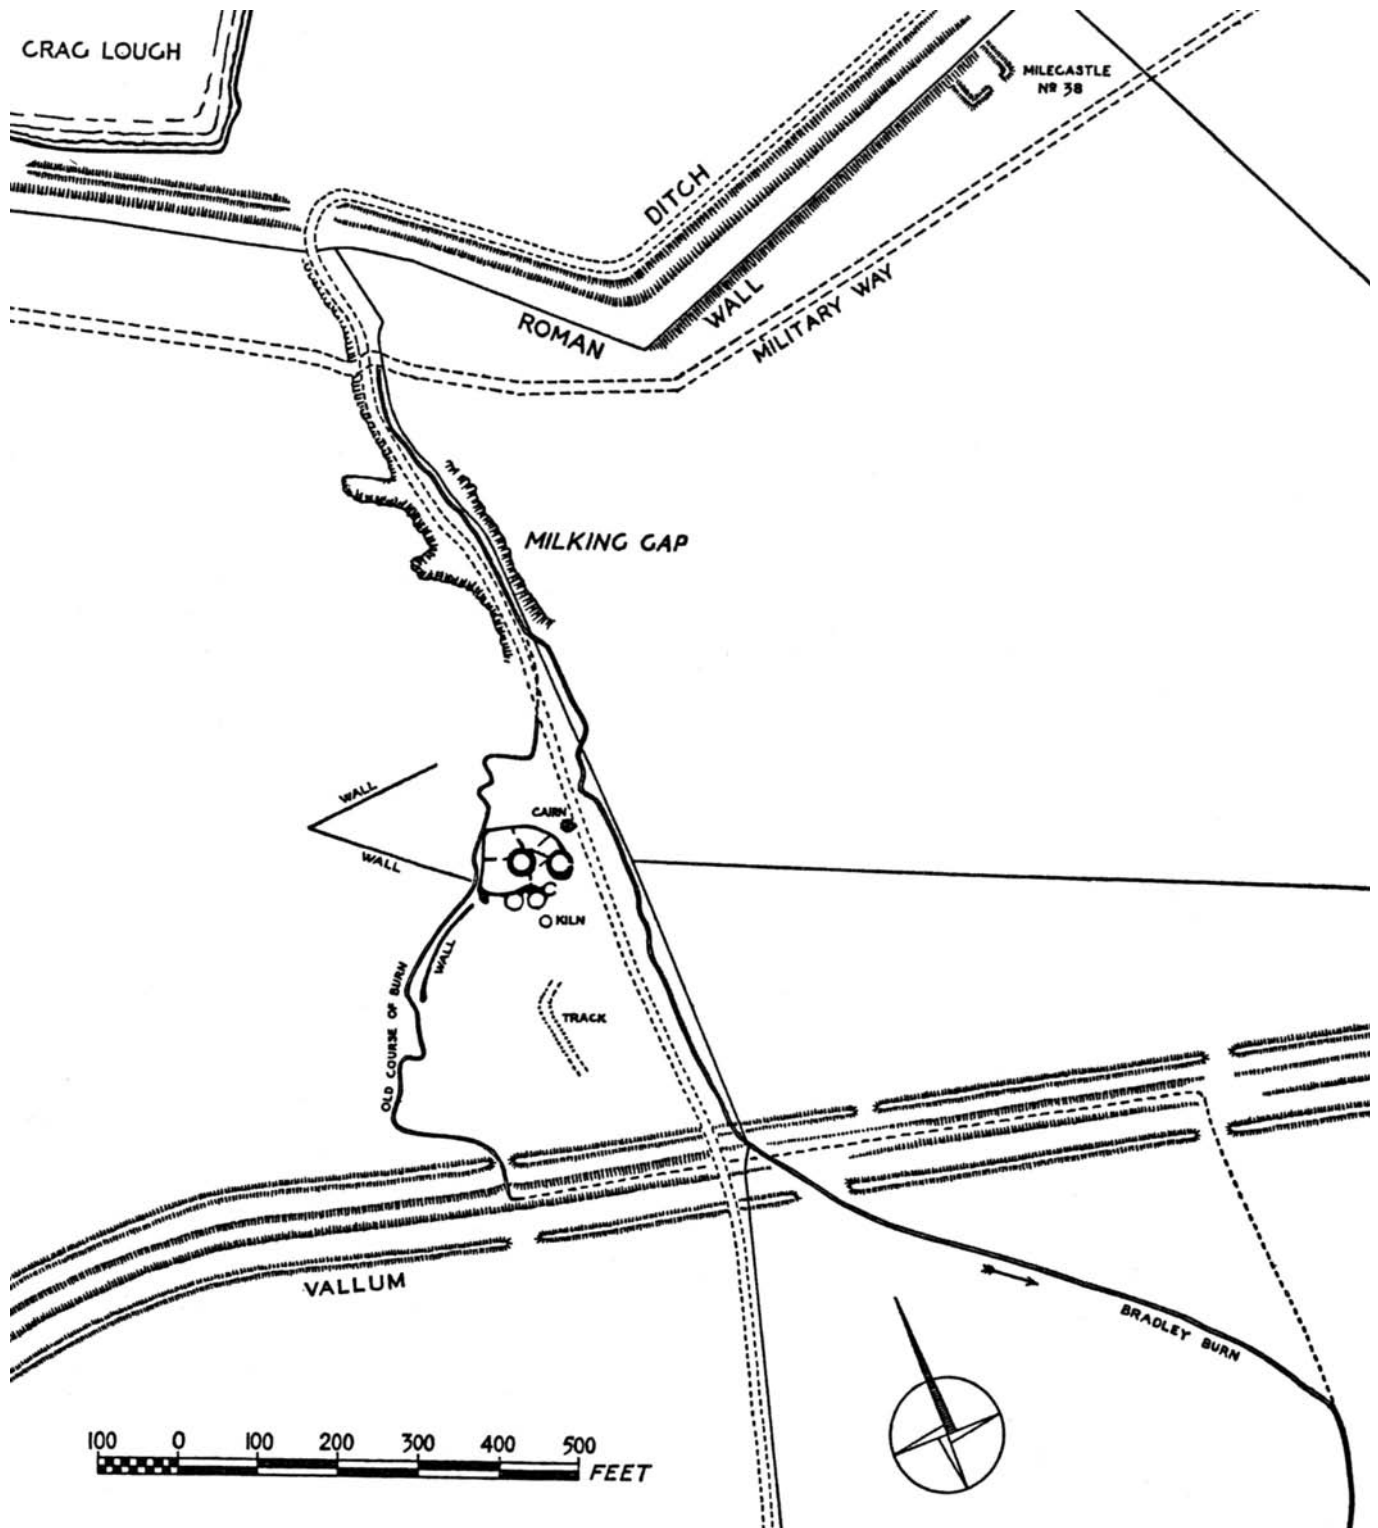 CRAG LOUGH
MILECASTLE
Nº 38
DITCH
WALL
MILITARY WAY
ROMAN
MILKING GAP
WALL
CAIRN
WALL
KILN
WALL
OLD COURSE OF BURN
TRACK
VALLUM
BRADLEY BURN
100 0 100 200 300 400 500
FEET